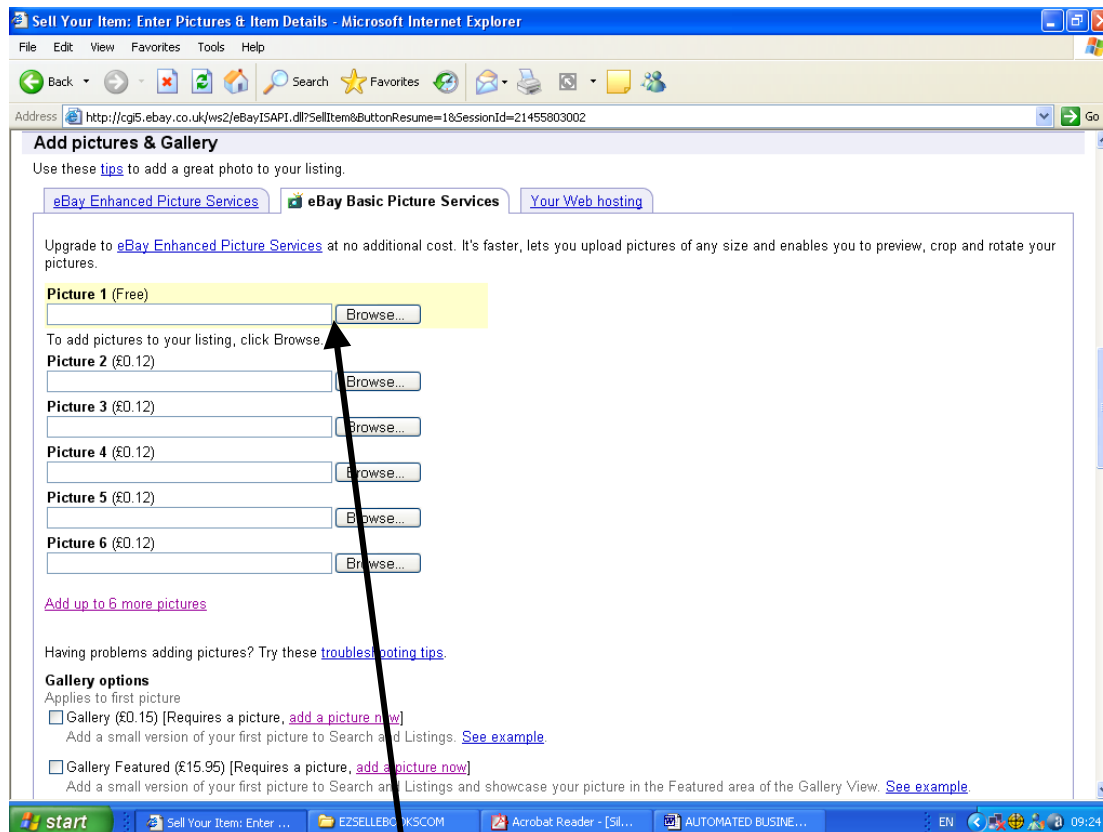 Sell Your Item: Enter Pictures & Item Details - Microsoft Internet Explorer
File Edit View Favorites Tools Help
Back Search Favorites
Address http://cgi5.ebay.co.uk/ws2/eBayISAPI.dll?SellItem&ButtonResume=1&SessionId=21455803002 Go
Add pictures & Gallery
Use these tips to add a great photo to your listing.
eBay Enhanced Picture Services eBay Basic Picture Services Your Web hosting
Upgrade to eBay Enhanced Picture Services at no additional cost. It's faster, lets you upload pictures of any size and enables you to preview, crop and rotate your
pictures.
Picture 1 (Free)
Browse...
To add pictures to your listing, click Browse.
Picture 2 (£0.12)
Browse...
Picture 3 (£0.12)
Browse...
Picture 4 (£0.12)
Browse...
Picture 5 (£0.12)
Browse...
Picture 6 (£0.12)
Browse...
Add up to 6 more pictures
Having problems adding pictures? Try these troubleshooting tips.
Gallery options
Applies to first picture
Gallery (£0.15) [Requires a picture, add a picture now]
Add a small version of your first picture to Search and Listings. See example.
Gallery Featured (£15.95) [Requires a picture, add a picture now]
Add a small version of your first picture to Search and Listings and showcase your picture in the Featured area of the Gallery View. See example.
start Sell Your Item: Enter ... EZSELLEBOOKSCOM Acrobat Reader - [Sil... AUTOMATED BUSINE... EN 09:24